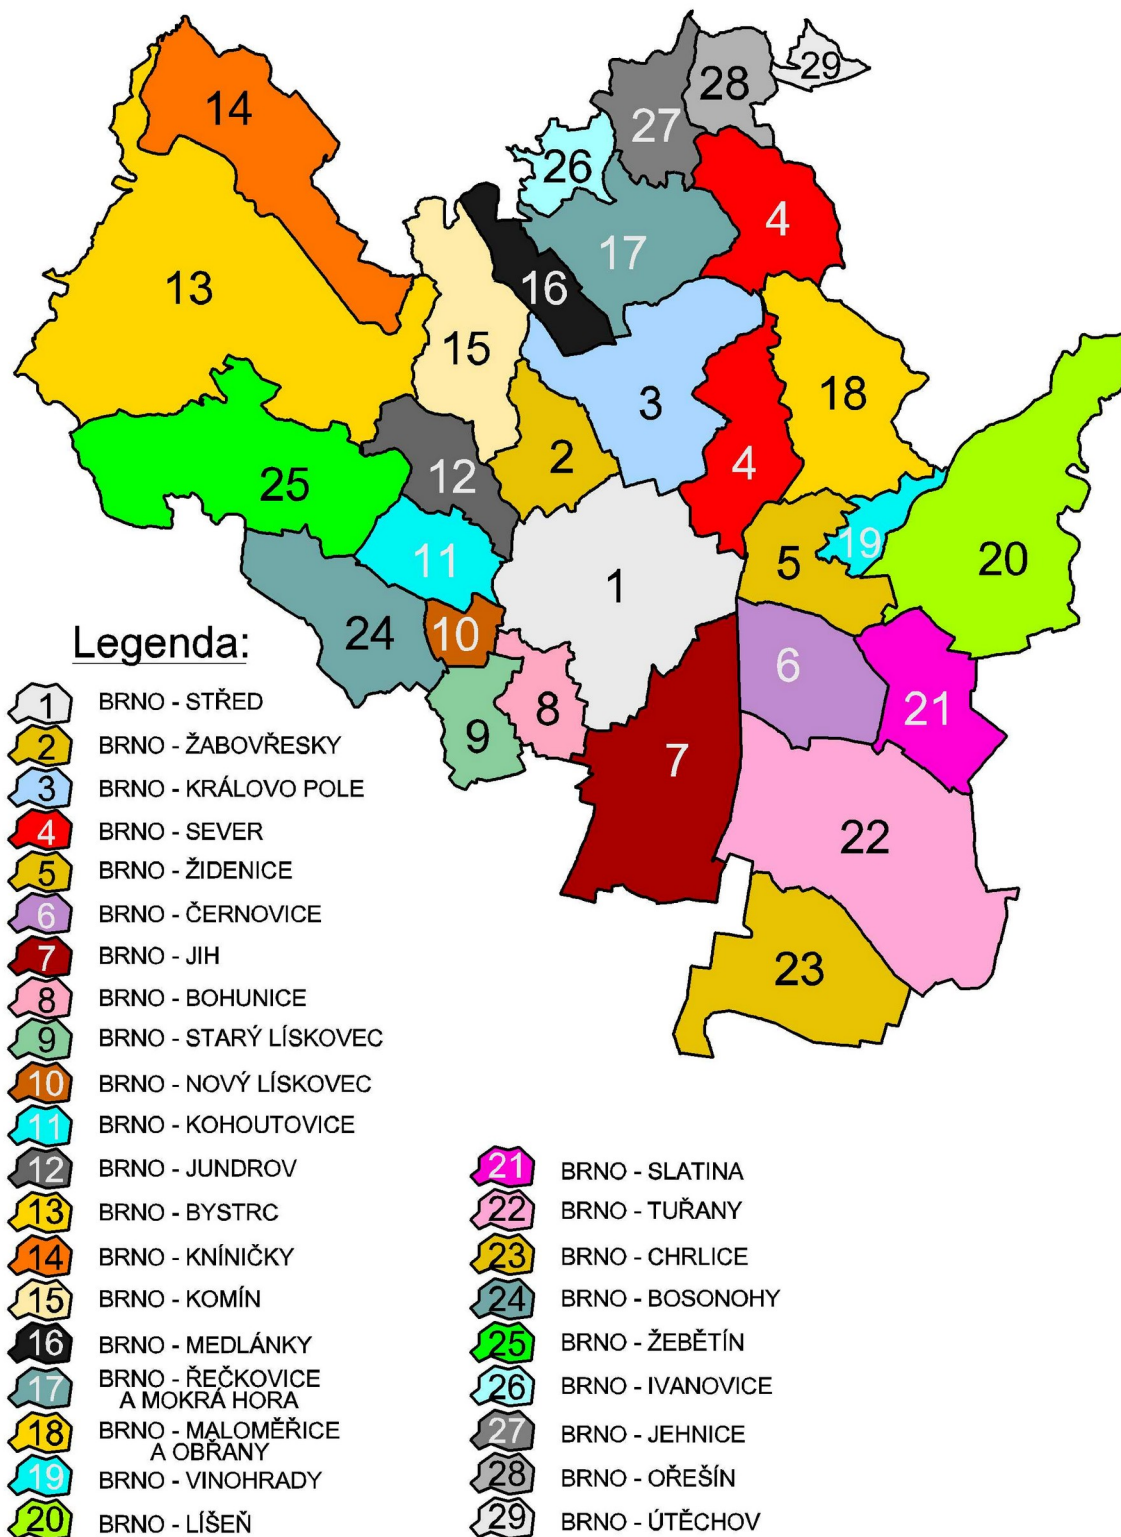 14
28
29
27
26
4
17
13
16
15
3
18
2
4
12
25
19
20
5
11
1
10
24
6
8
21
9
7
22
23
Legenda:
1 BRNO - STŘED
2 BRNO - ŽABOVŘESKY
3 BRNO - KRÁLOVO POLE
4 BRNO - SEVER
5 BRNO - ŽIDENICE
6 BRNO - ČERNOVICE
7 BRNO - JIH
8 BRNO - BOHUNICE
9 BRNO - STARÝ LÍSKOVEC
10 BRNO - NOVÝ LÍSKOVEC
11 BRNO - KOHOUTOVICE
12 BRNO - JUNDROV
13 BRNO - BYSTRC
14 BRNO - KNÍNIČKY
15 BRNO - KOMÍN
16 BRNO - MEDLÁNKY
17 BRNO - ŘEČKOVICE
A MOKRÁ HORA
18 BRNO - MALOMĚŘICE
A OBŘANY
19 BRNO - VINOHRADY
20 BRNO - LÍŠEŇ
21 BRNO - SLATINA
22 BRNO - TUŘANY
23 BRNO - CHRLICE
24 BRNO - BOSONOHY
25 BRNO - ŽEBĚTÍN
26 BRNO - IVANOVICE
27 BRNO - JEHNICE
28 BRNO - OŘEŠÍN
29 BRNO - ÚTĚCHOV